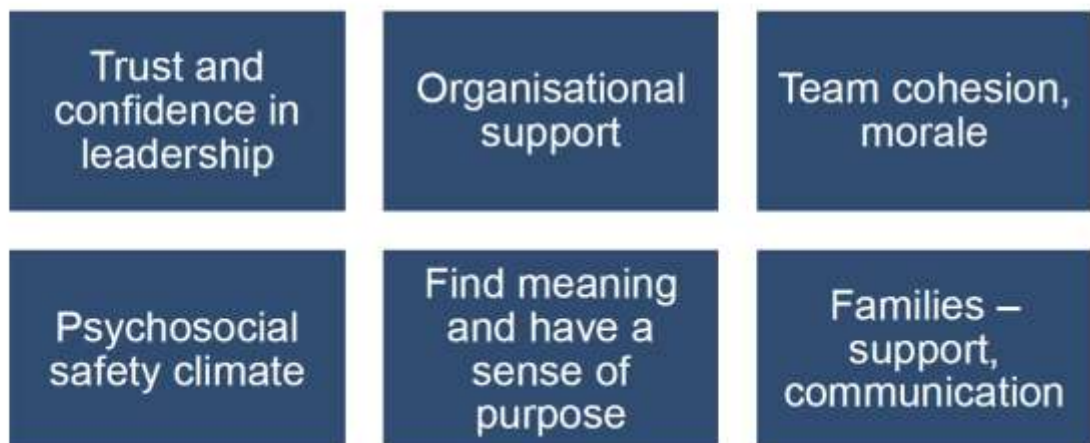 Trust and
confidence in
leadership
Organisational
support
Team cohesion,
morale
Psychosocial
safety climate
Find meaning
and have a
sense of
purpose
Families –
support,
communication